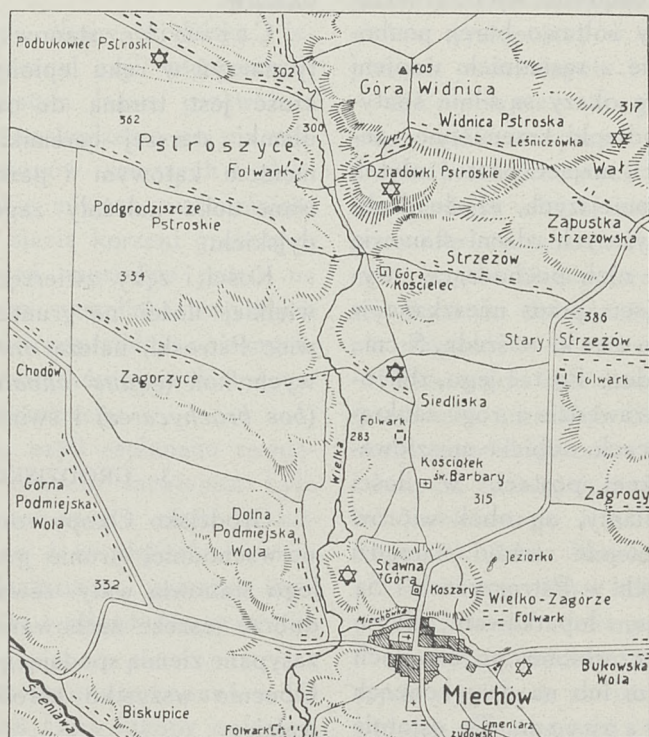 Podbukowiec Pstroski
302
405
Góra Widnica
317
362
Widnica Pstroska
Leśniczówka
300
Pstroszyce
Folwark
Dziadówki Pstroskie
Wał
Podgrodziszcze
Pstroskie
Zapustka
strzeżowska
Strzeżów
Góra
Kościelec
334
386
Stary Strzeżów
Chodów
Zagorzyce
Folwark
Siedliska
Folwark
283
Wielka
Kościołek
św. Barbary
Górna
Podmiejska
Wola
315
Zagrody
Dolna
Podmiejska
Wola
Jeziorko
Stawna
Góra
332
Koszary
Wielko-Zagórze
Folwark
Miechówka
Bukowska
Wola
Miechów
Sreniawa
Biskupice
Folwark
Cmentarz
żydowski